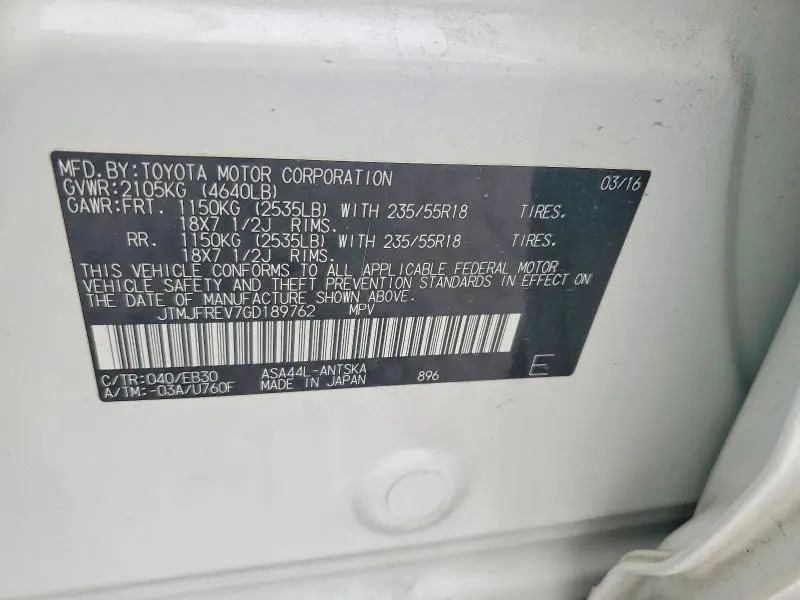 MFD.BY:TOYOTA MOTOR CORPORATION 03/16
GVWR:2105KG (4640LB)
GAWR:FRT. 1150KG (2535LB) WITH 235/55R18 TIRES.
18X7 1/2J RIMS.
RR. 1150KG (2535LB) WITH 235/55R18 TIRES.
18X7 1/2J RIMS.
THIS VEHICLE CONFORMS TO ALL APPLICABLE FEDERAL MOTOR
VEHICLE SAFETY AND THEFT PREVENTION STANDARDS IN EFFECT ON
THE DATE OF MANUFACTURE SHOWN ABOVE.
JTMJFREV7GD189762 MPV
C/TR:040/EB30 ASA44L-ANTSKA 896 E
A/TM:-03A/U760F MADE IN JAPAN